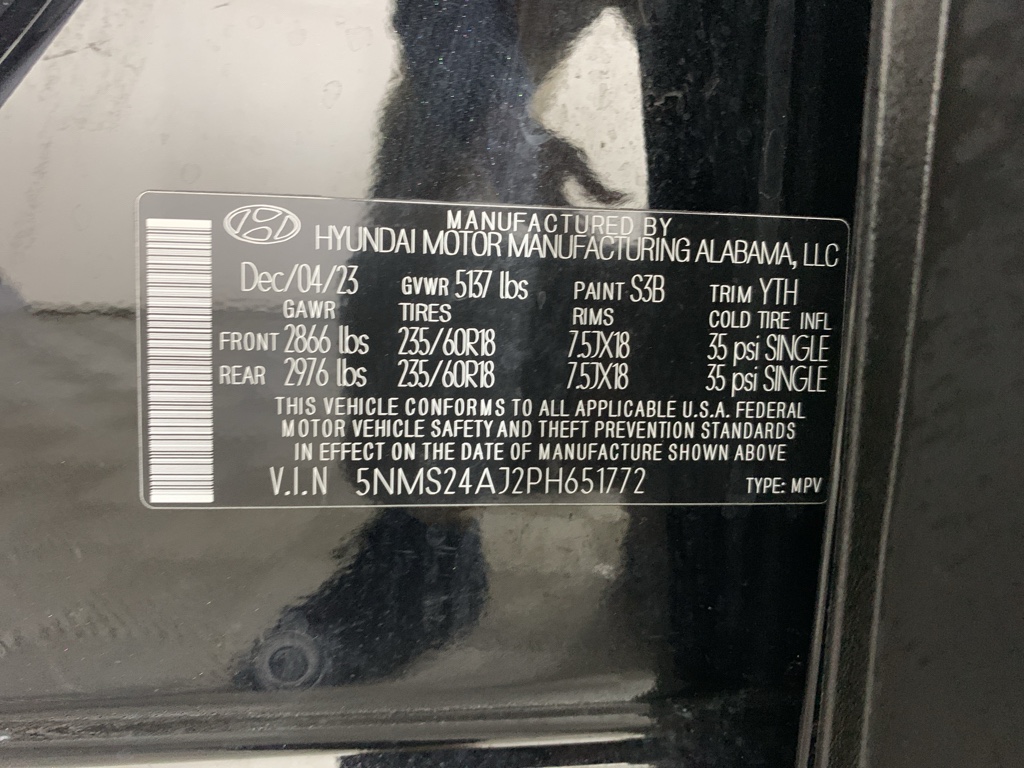 MANUFACTURED BY
HYUNDAI MOTOR MANUFACTURING ALABAMA, LLC
Dec/04/23 GVWR 5137 lbs PAINT S3B TRIM YTH
GAWR TIRES RIMS COLD TIRE INFL
FRONT 2866 lbs 235/60R18 7.5JX18 35 psi SINGLE
REAR 2976 lbs 235/60R18 7.5JX18 35 psi SINGLE
THIS VEHICLE CONFORMS TO ALL APPLICABLE U.S.A. FEDERAL
MOTOR VEHICLE SAFETY AND THEFT PREVENTION STANDARDS
IN EFFECT ON THE DATE OF MANUFACTURE SHOWN ABOVE
V.I.N 5NMS24AJ2PH651772 TYPE: MPV